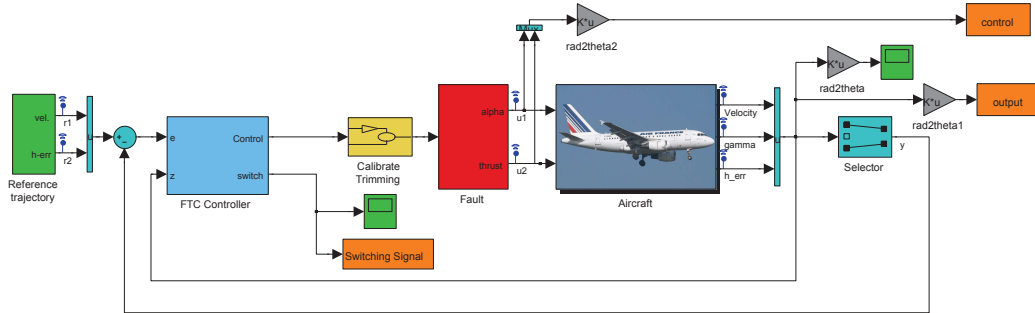 K*u
rad2theta2
control
K*u
rad2theta
K*u
rad2theta1
output
vel.
r1
h-err
r2
Reference
trajectory
+
−
e
z
Control
switch
FTC Controller
Calibrate
Trimming
alpha
u1
thrust
u2
Fault
AIR FRANCE
Aircraft
Velocity
gamma
h_err
Selector
y
Switching Signal